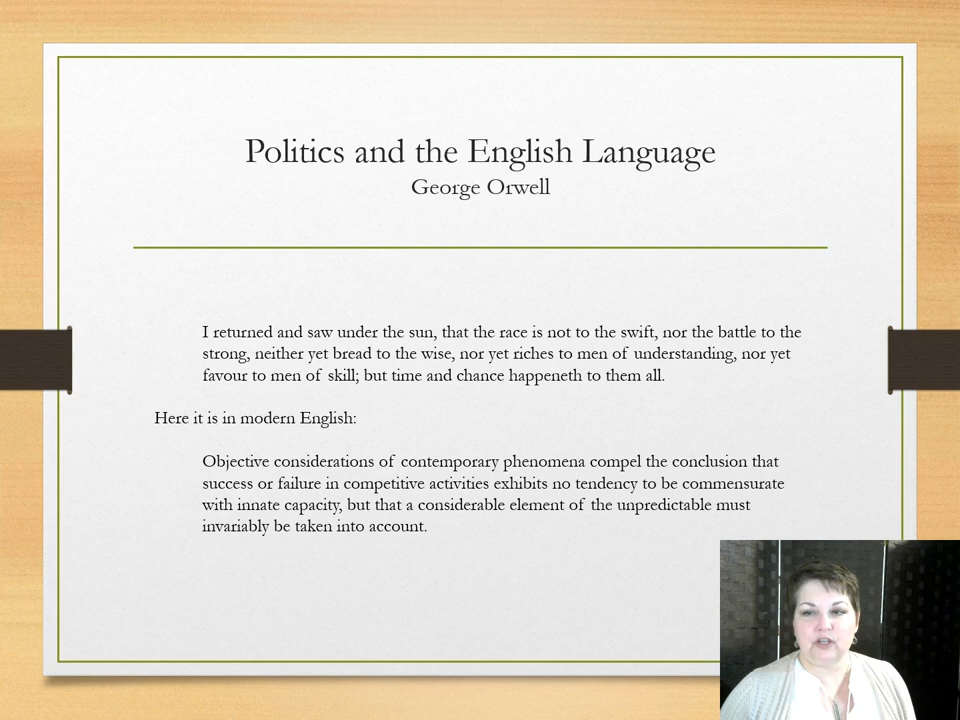 Politics and the English Language
George Orwell
I returned and saw under the sun, that the race is not to the swift, nor the battle to the
strong, neither yet bread to the wise, nor yet riches to men of understanding, nor yet
favour to men of skill; but time and chance happeneth to them all.
Here it is in modern English:
Objective considerations of contemporary phenomena compel the conclusion that
success or failure in competitive activities exhibits no tendency to be commensurate
with innate capacity, but that a considerable element of the unpredictable must
invariably be taken into account.